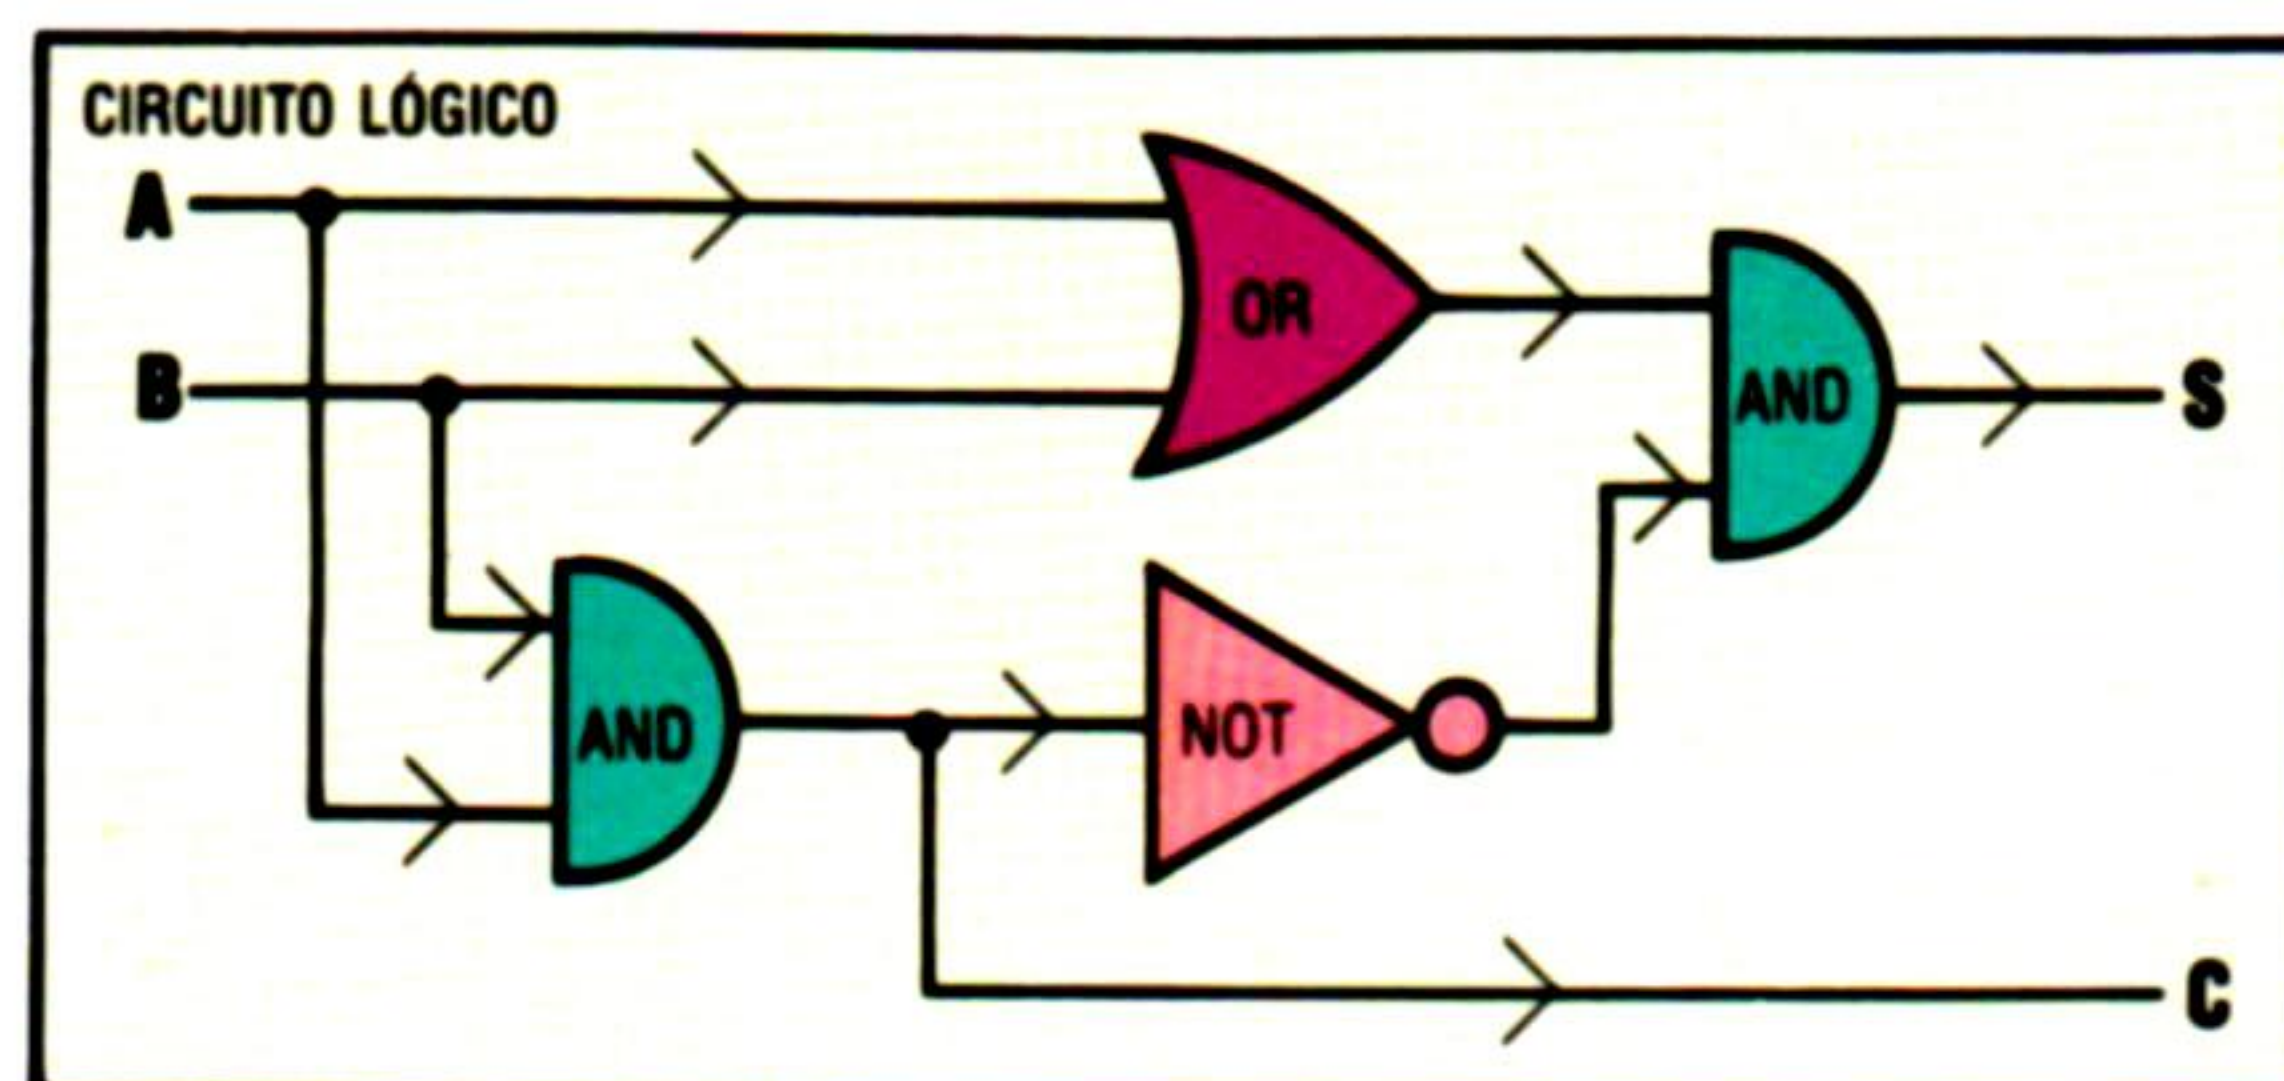 CIRCUITO LÓGICO
A
B
OR
AND
S
AND
NOT
C